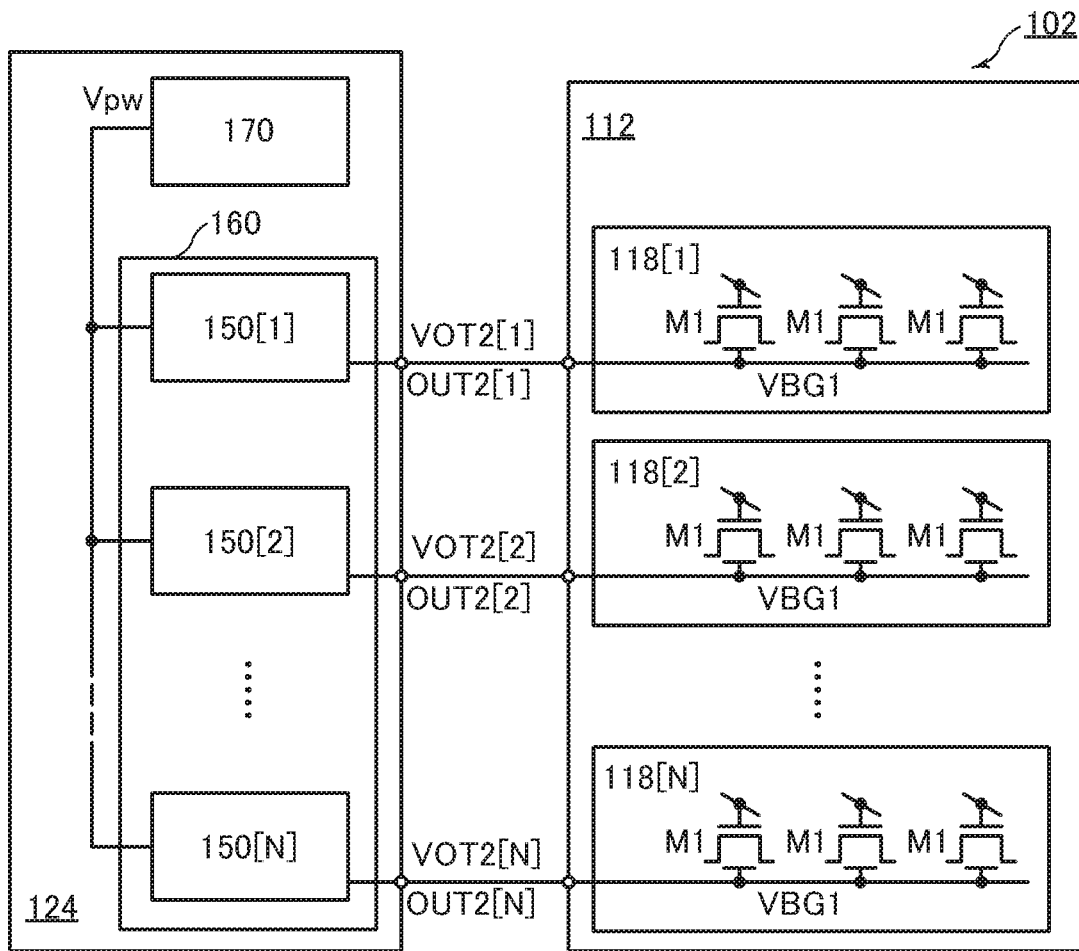 102
Vpw
170
112
160
118[1]
150[1]
VOT2[1]
M1 M1 M1
OUT2[1]
VBG1
118[2]
150[2]
VOT2[2]
M1 M1 M1
OUT2[2]
VBG1
118[N]
150[N]
VOT2[N]
M1 M1 M1
124
OUT2[N]
VBG1